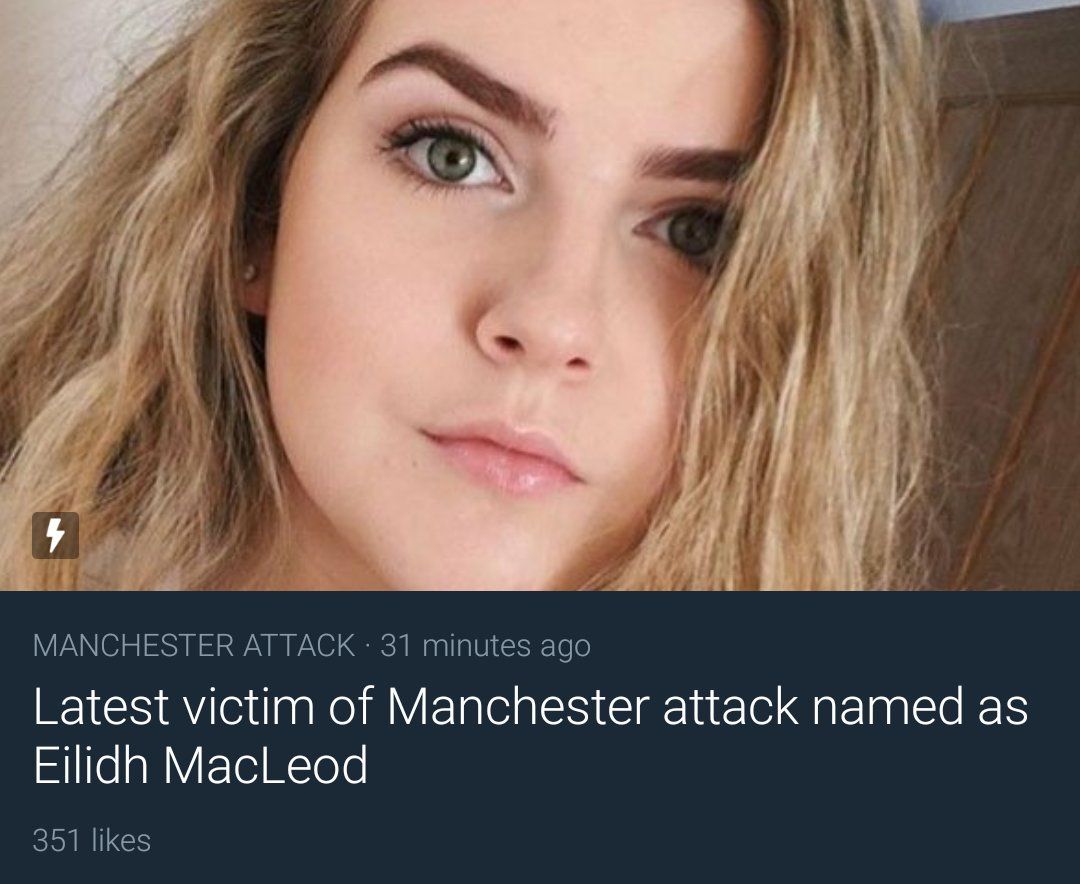 MANCHESTER ATTACK · 31 minutes ago
Latest victim of Manchester attack named as
Eilidh MacLeod
351 likes